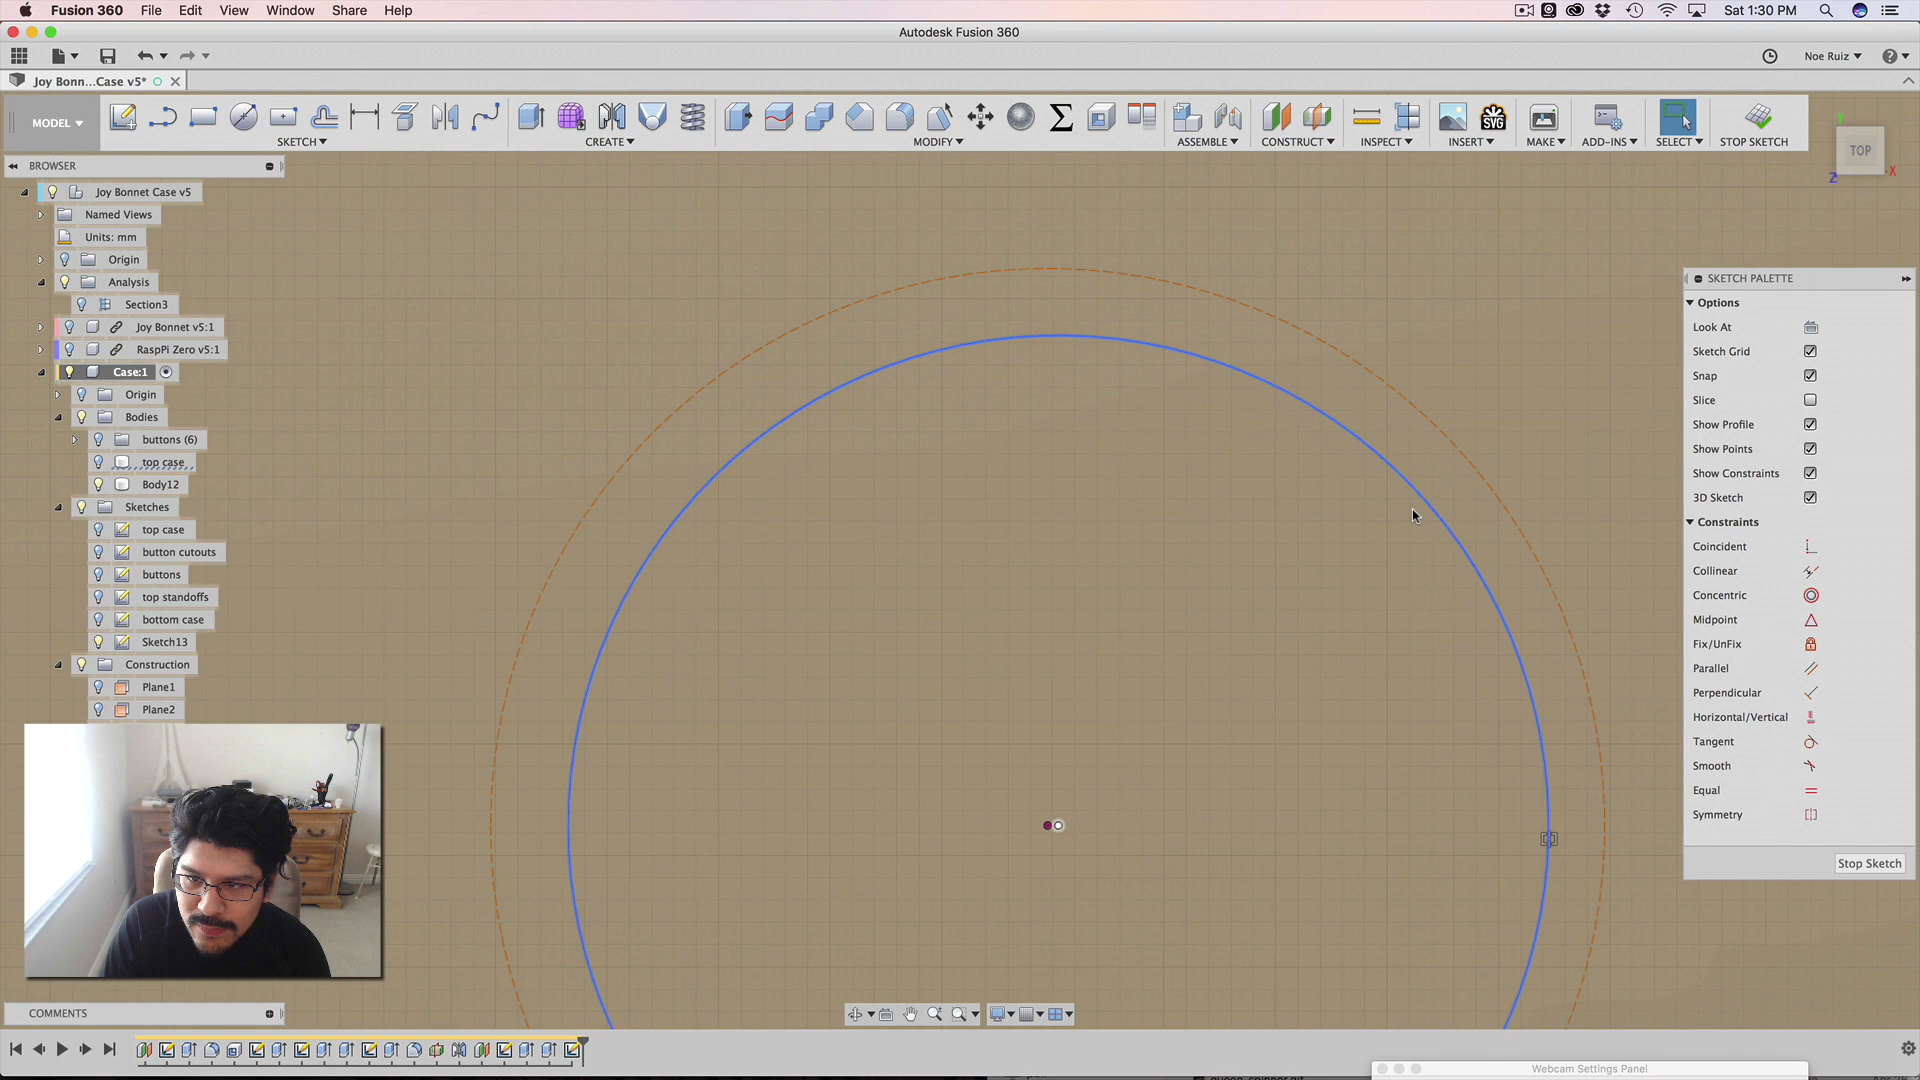 Fusion 360 File Edit View Window Share Help Sat 1:30 PM
Autodesk Fusion 360
Noe Ruiz
Joy Bonn...Case v5*
MODEL SKETCH CREATE MODIFY ASSEMBLE CONSTRUCT INSPECT INSERT MAKE ADD-INS SELECT STOP SKETCH
SVG
TOP
Y
Z
X
BROWSER
Joy Bonnet Case v5
Named Views
Units: mm
Origin
Analysis
Section3
Joy Bonnet v5:1
RaspPi Zero v5:1
Case:1
Origin
Bodies
buttons (6)
top case
Body12
Sketches
top case
button cutouts
buttons
top standoffs
bottom case
Sketch13
Construction
Plane1
Plane2
SKETCH PALETTE
Options
Look At
Sketch Grid
Snap
Slice
Show Profile
Show Points
Show Constraints
3D Sketch
Constraints
Coincident
Collinear
Concentric
Midpoint
Fix/UnFix
Parallel
Perpendicular
Horizontal/Vertical
Tangent
Smooth
Equal
Symmetry
Stop Sketch
COMMENTS
Webcam Settings Panel